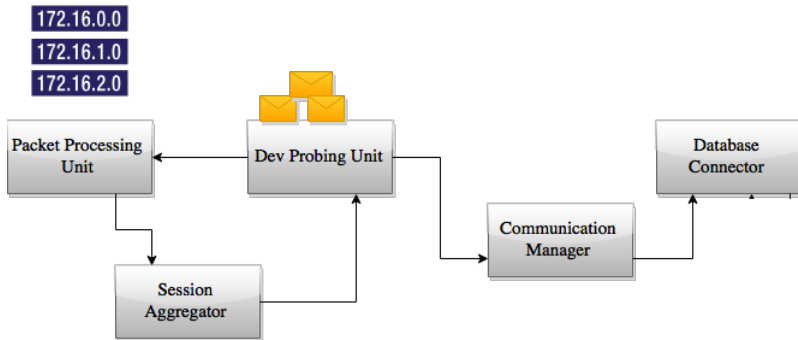 172.16.0.0
172.16.1.0
172.16.2.0
Packet Processing
Unit
Dev Probing Unit
Database
Connector
Communication
Manager
Session
Aggregator